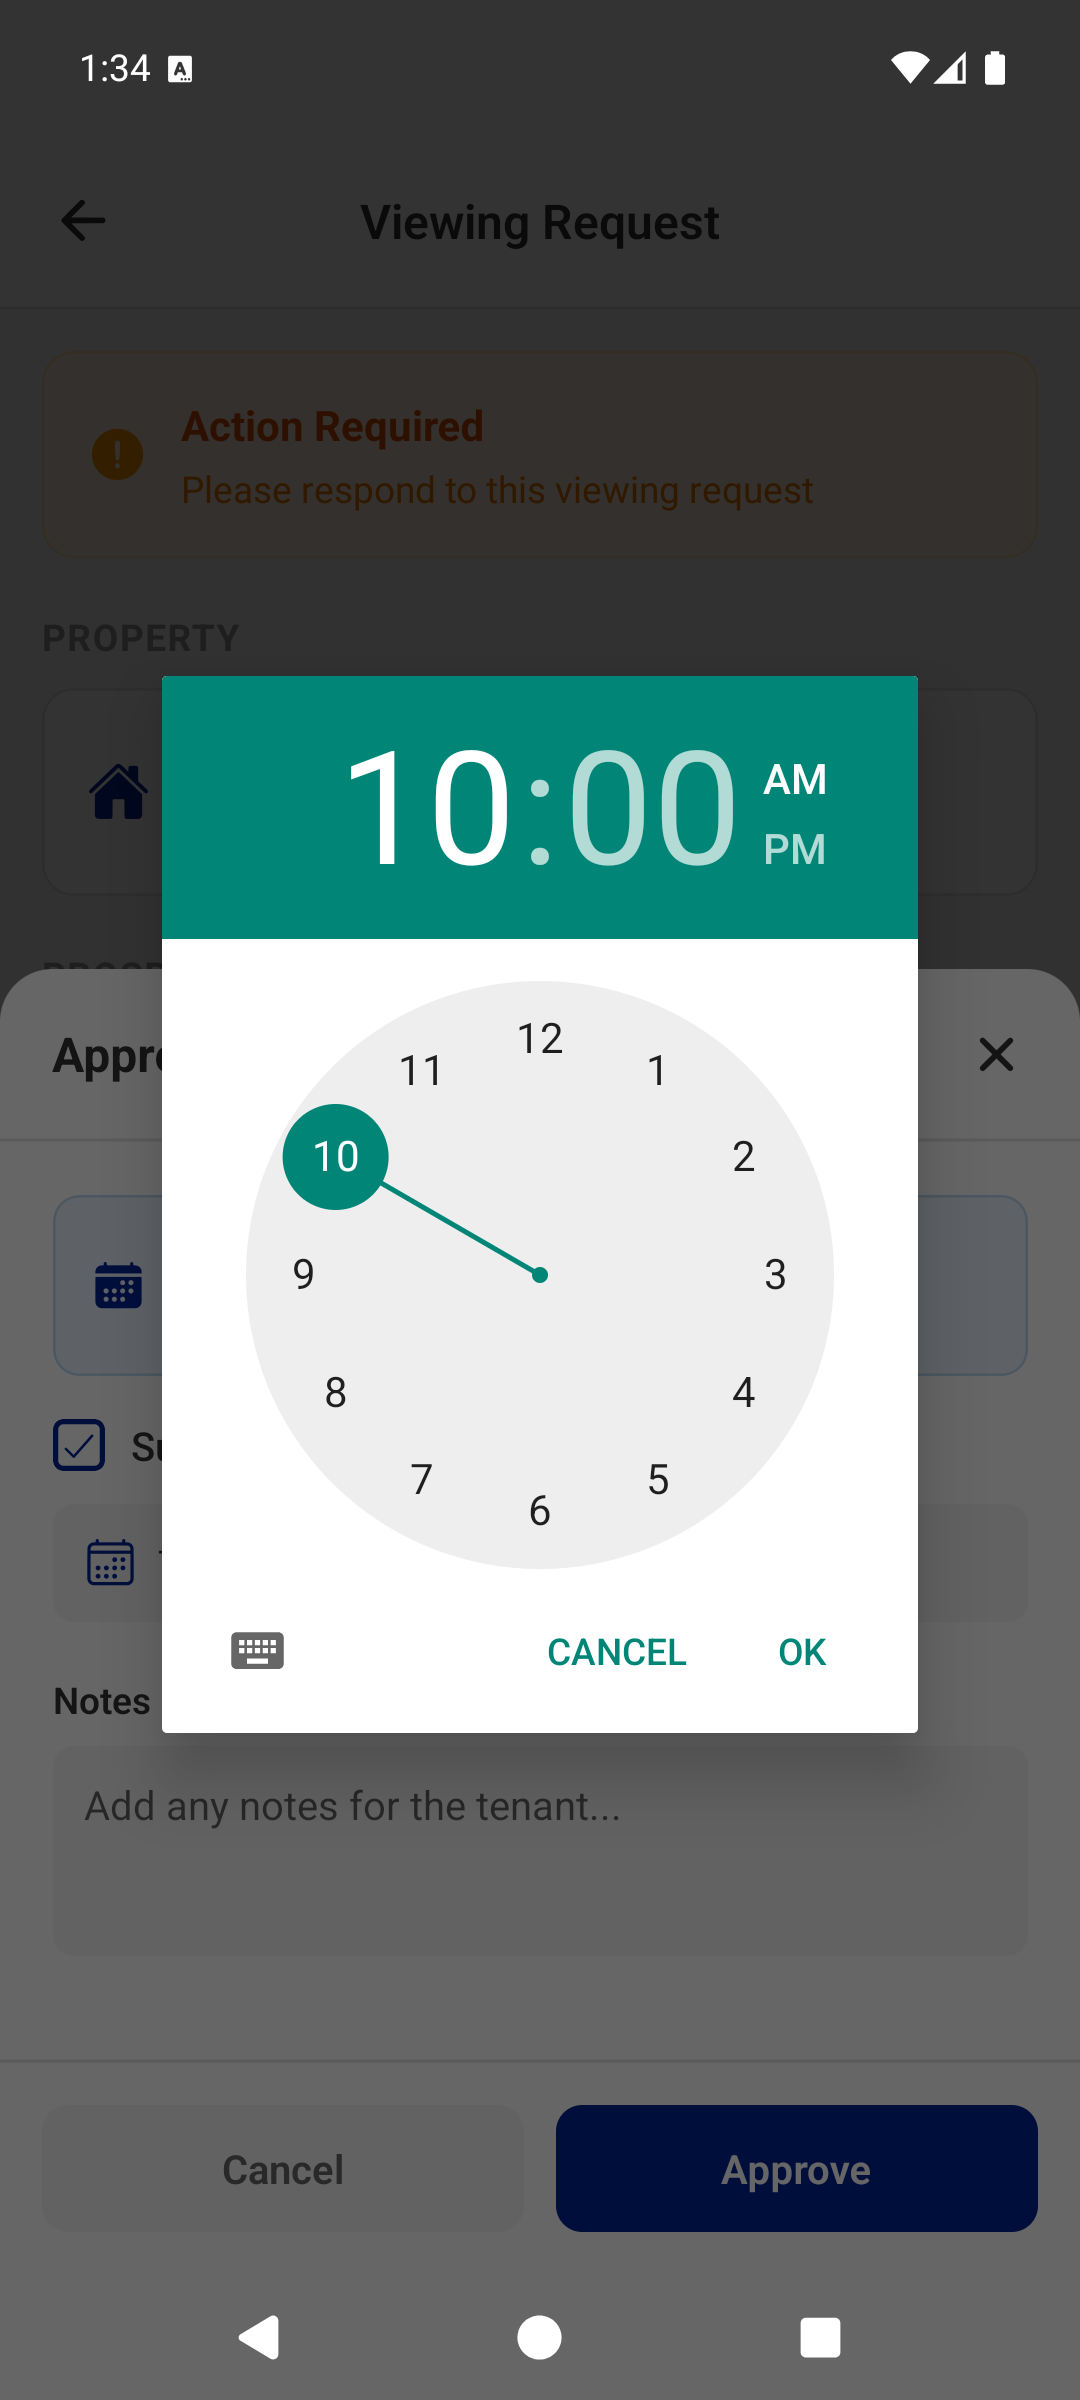 1:34
Viewing Request
Action Required
Please respond to this viewing request
PROPERTY
10:00
AM
PM
12
11
1
10
2
9
3
8
4
7
5
6
CANCEL
OK
Notes
Add any notes for the tenant...
Cancel
Approve